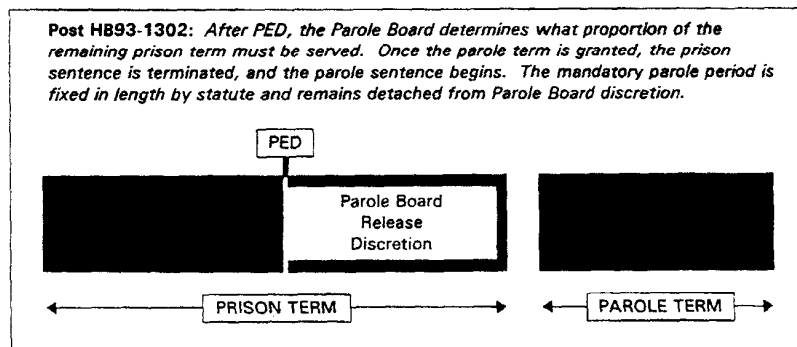 Post HB93-1302: After PED, the Parole Board determines what proportion of the
remaining prison term must be served. Once the parole term is granted, the prison
sentence is terminated, and the parole sentence begins. The mandatory parole period is
fixed in length by statute and remains detached from Parole Board discretion.
PED
Parole Board
Release
Discretion
PRISON TERM
PAROLE TERM